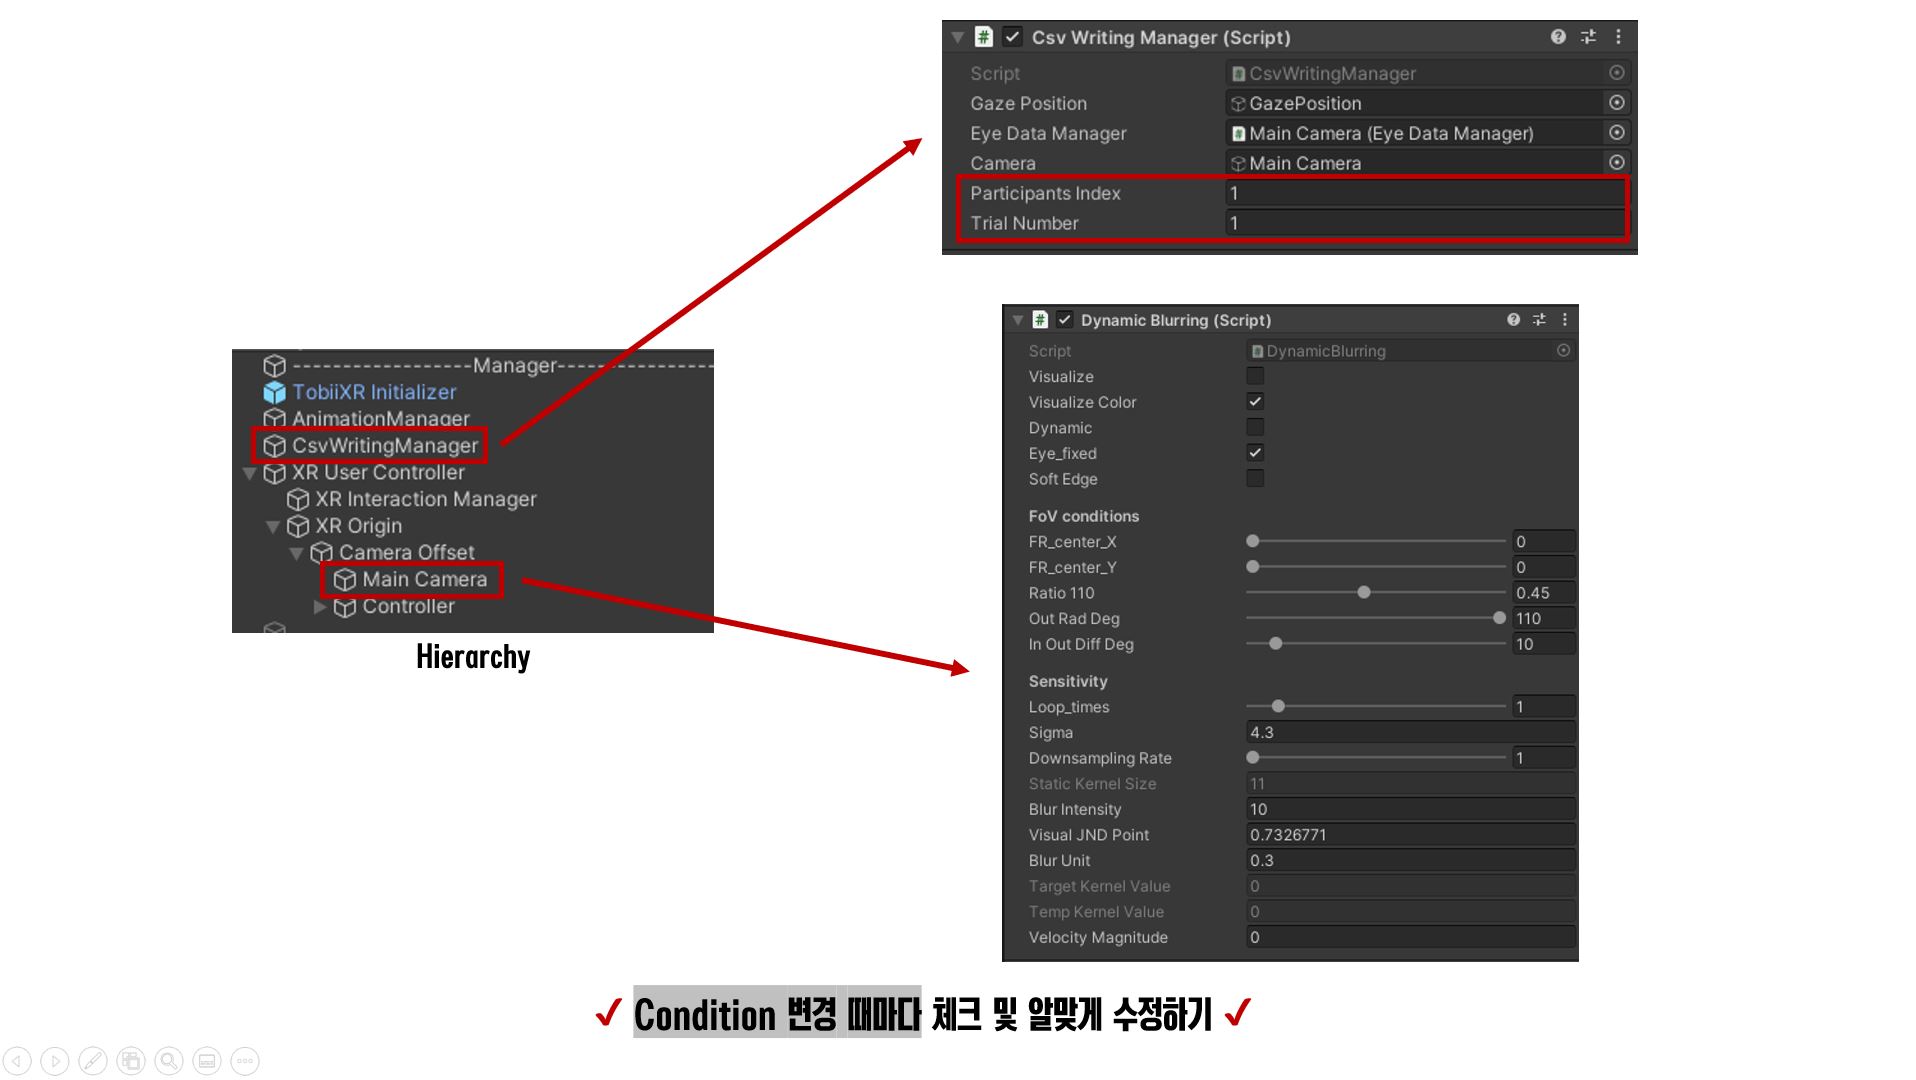 Csv Writing Manager (Script)
Script CsvWritingManager
Gaze Position GazePosition
Eye Data Manager Main Camera (Eye Data Manager)
Camera Main Camera
Participants Index 1
Trial Number 1
-----------------Manager---------------
TobiiXR Initializer
AnimationManager
CsvWritingManager
XR User Controller
XR Interaction Manager
XR Origin
Camera Offset
Main Camera
Controller
Hierarchy
Dynamic Blurring (Script)
Script DynamicBlurring
Visualize
Visualize Color
Dynamic
Eye_fixed
Soft Edge
FoV conditions
FR_center_X 0
FR_center_Y 0
Ratio 110 0.45
Out Rad Deg 110
In Out Diff Deg 10
Sensitivity
Loop_times 1
Sigma 4.3
Downsampling Rate 1
Static Kernel Size 11
Blur Intensity 10
Visual JND Point 0.7326771
Blur Unit 0.3
Target Kernel Value 0
Temp Kernel Value 0
Velocity Magnitude 0
✓ Condition 변경 때마다 체크 및 알맞게 수정하기 ✓